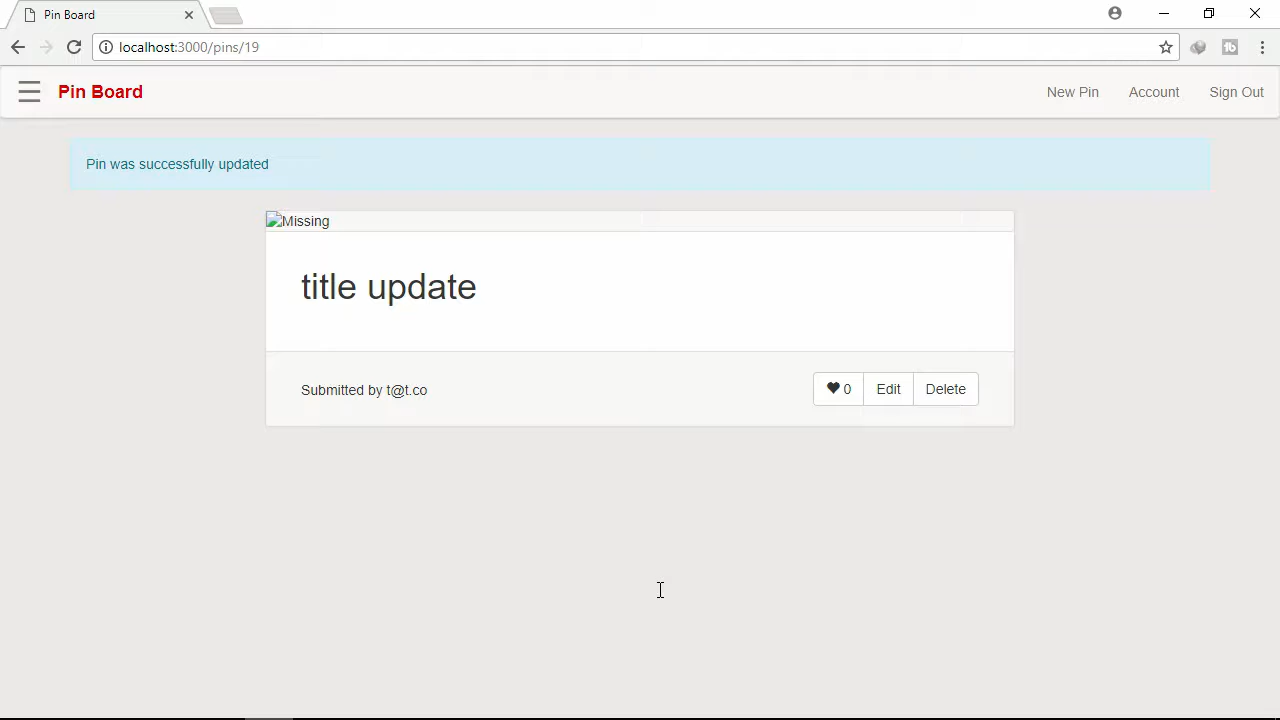 Pin Board
localhost:3000/pins/19
Pin Board New Pin Account Sign Out
Pin was successfully updated
Missing
title update
Submitted by t@t.co 0 Edit Delete